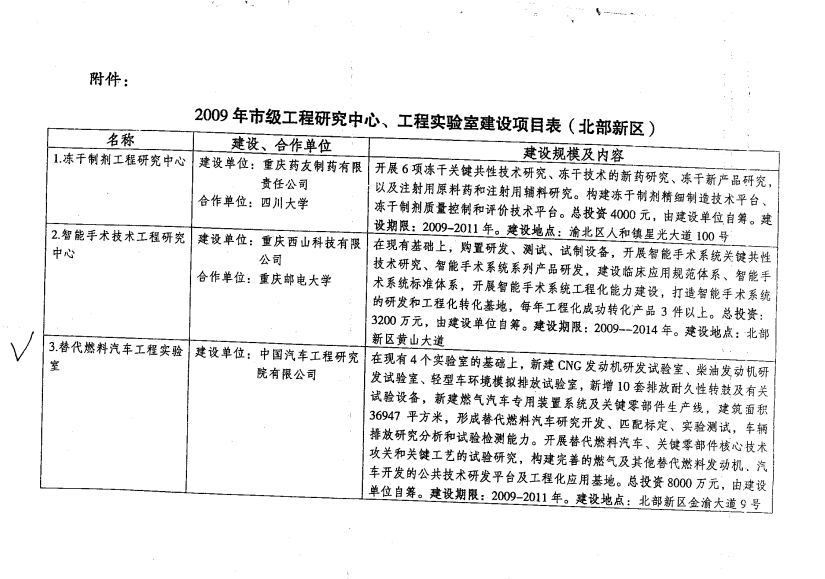 附件：
2009 年市级工程研究中心、工程实验室建设项目表（北部新区）
名称
建设、合作单位
建设规模及内容
1.冻干制剂工程研究中心
建设单位：重庆药友制药有限
责任公司
合作单位：四川大学
开展 6 项冻干关键共性技术研究、冻干技术的新药研究、冻干新产品研究，
以及注射用原料药和注射用辅料研究。构建冻干制剂精细制造技术平台、
冻干制剂质量控制和评价技术平台。总投资 4000 元，由建设单位自筹。建
设期限：2009-2011 年。建设地点：渝北区人和镇星光大道 100 号
2.智能手术技术工程研究
中心
建设单位：重庆西山科技有限
公司
合作单位：重庆邮电大学
在现有基础上，购置研发、测试、试制设备，开展智能手术系统关键共性
技术研究、智能手术系统系列产品研发，建设临床应用规范体系、智能手
术系统标准体系，开展智能手术系统工程化能力建设，打造智能手术系统
的研发和工程化转化基地，每年工程化成功转化产品 3 件以上。总投资：
3200 万元，由建设单位自筹。建设期限：2009--2014 年。建设地点：北部
新区黄山大道
3.替代燃料汽车工程实验
室
建设单位：中国汽车工程研究
院有限公司
在现有 4 个实验室的基础上，新建 CNG 发动机研发试验室、柴油发动机研
发试验室、轻型车环境模拟排放试验室，新增 10 套排放耐久性转鼓及有关
试验设备，新建燃气汽车专用装置系统及关键零部件生产线，建筑面积
36947 平方米，形成替代燃料汽车研究开发、匹配标定、实验测试，车辆
排放研究分析和试验检测能力。开展替代燃料汽车、关键零部件核心技术
攻关和关键工艺的试验研究，构建完善的燃气及其他替代燃料发动机、汽
车开发的公共技术研发平台及工程化应用基地。总投资 8000 万元，由建设
单位自筹。建设期限：2009-2011 年。建设地点：北部新区金渝大道 9 号